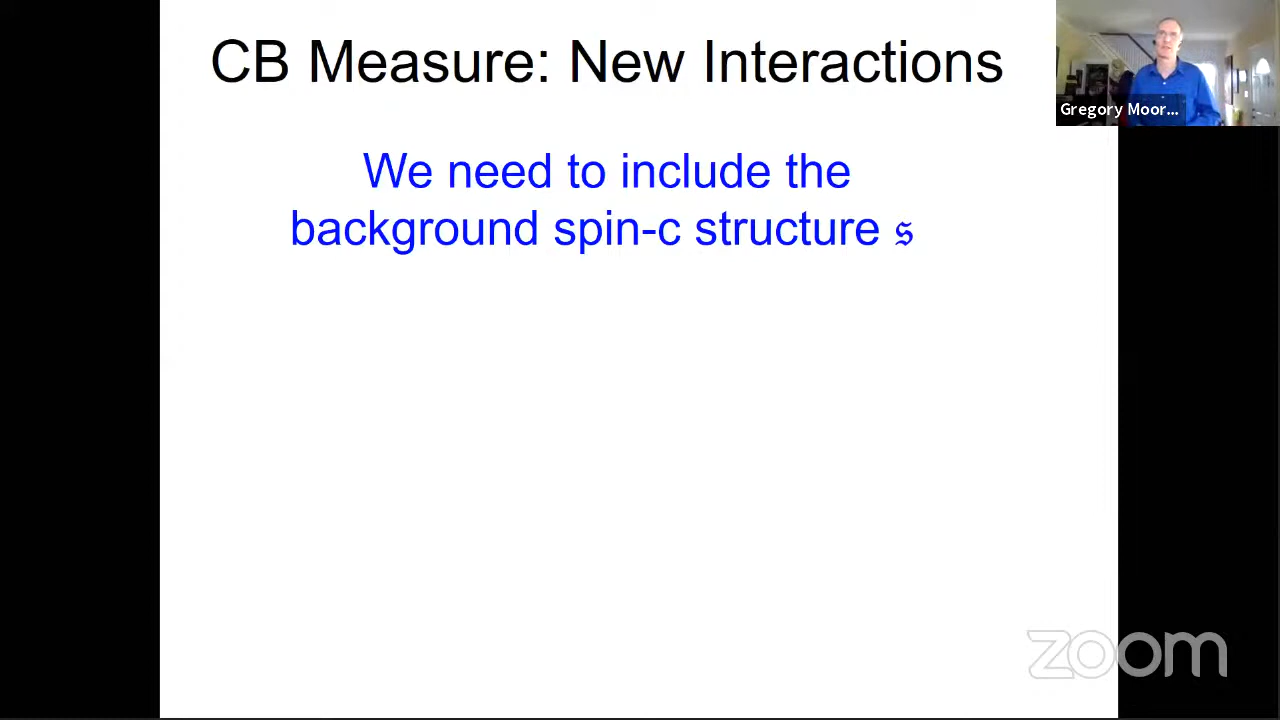 CB Measure: New Interactions
Gregory Moor...
We need to include the
background spin-c structure 𝔰
zoom